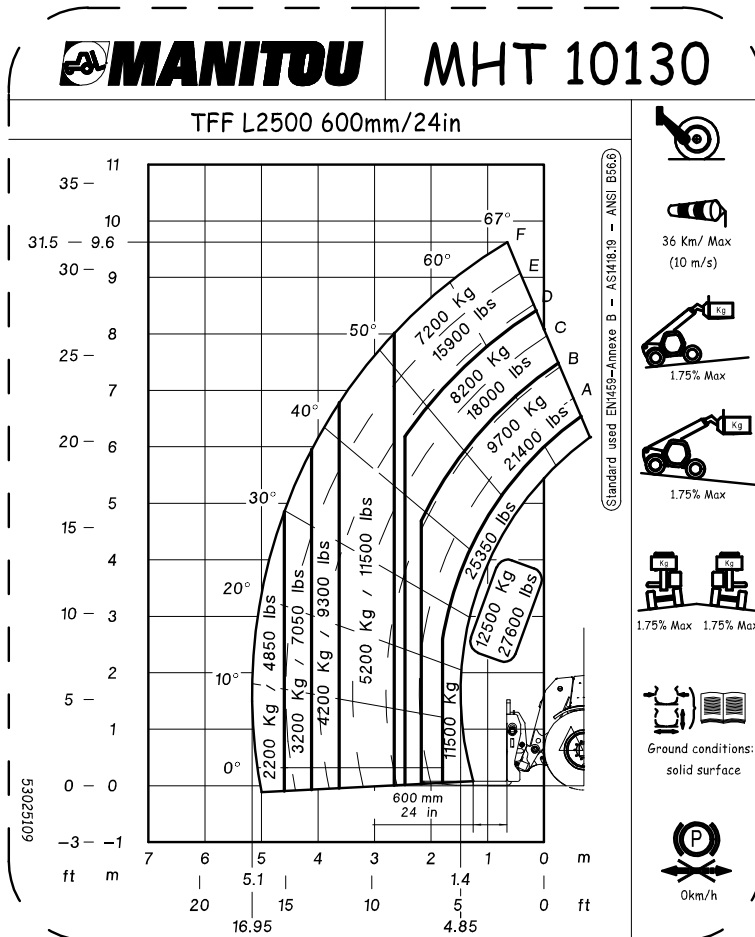 MANITOU
MHT 10130
TFF L2500 600mm/24in
35
31.5
30
25
20
15
10
5
0
-3
ft
11
10
9.6
9
8
7
6
5
4
3
2
1
0
-1
m
67°
60°
50°
40°
30°
20°
10°
0°
F
E
D
C
B
A
7200 Kg
15900 lbs
8200 Kg
18000 lbs
9700 Kg
21400 lbs
25350 lbs
11500 Kg
12500 Kg
27600 lbs
5200 Kg / 11500 lbs
4200 Kg / 9300 lbs
3200 Kg / 7050 lbs
2200 Kg / 4850 lbs
600 mm
24 in
7 6 5 4 3 2 1 0 m
5.1 1.4
20 15 10 5 0 ft
16.95 4.85
53025109
Standard used EN1459-Annexe B - AS1418.19 - ANSI B56.6
36 Km/ Max
(10 m/s)
Kg
1.75% Max
Kg
1.75% Max
Kg Kg
1.75% Max 1.75% Max
Ground conditions:
solid surface
P
0km/h